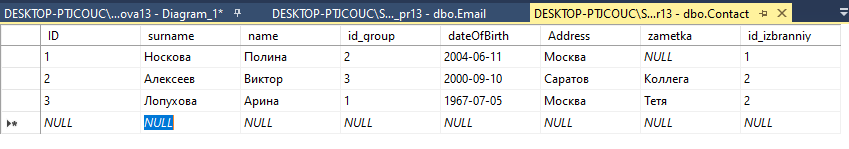 DESKTOP-PTJCOUC\...ova13 - Diagram_1* DESKTOP-PTJCOUC\S..._pr13 - dbo.Email DESKTOP-PTJCOUC\S...r13 - dbo.Contact
ID surname name id_group dateOfBirth Address zametka id_izbranniy
1 Носкова Полина 2 2004-06-11 Москва NULL 1
2 Алексеев Виктор 3 2000-09-10 Саратов Коллега 2
3 Лопухова Арина 1 1967-07-05 Москва Тетя 2
NULL NULL NULL NULL NULL NULL NULL NULL